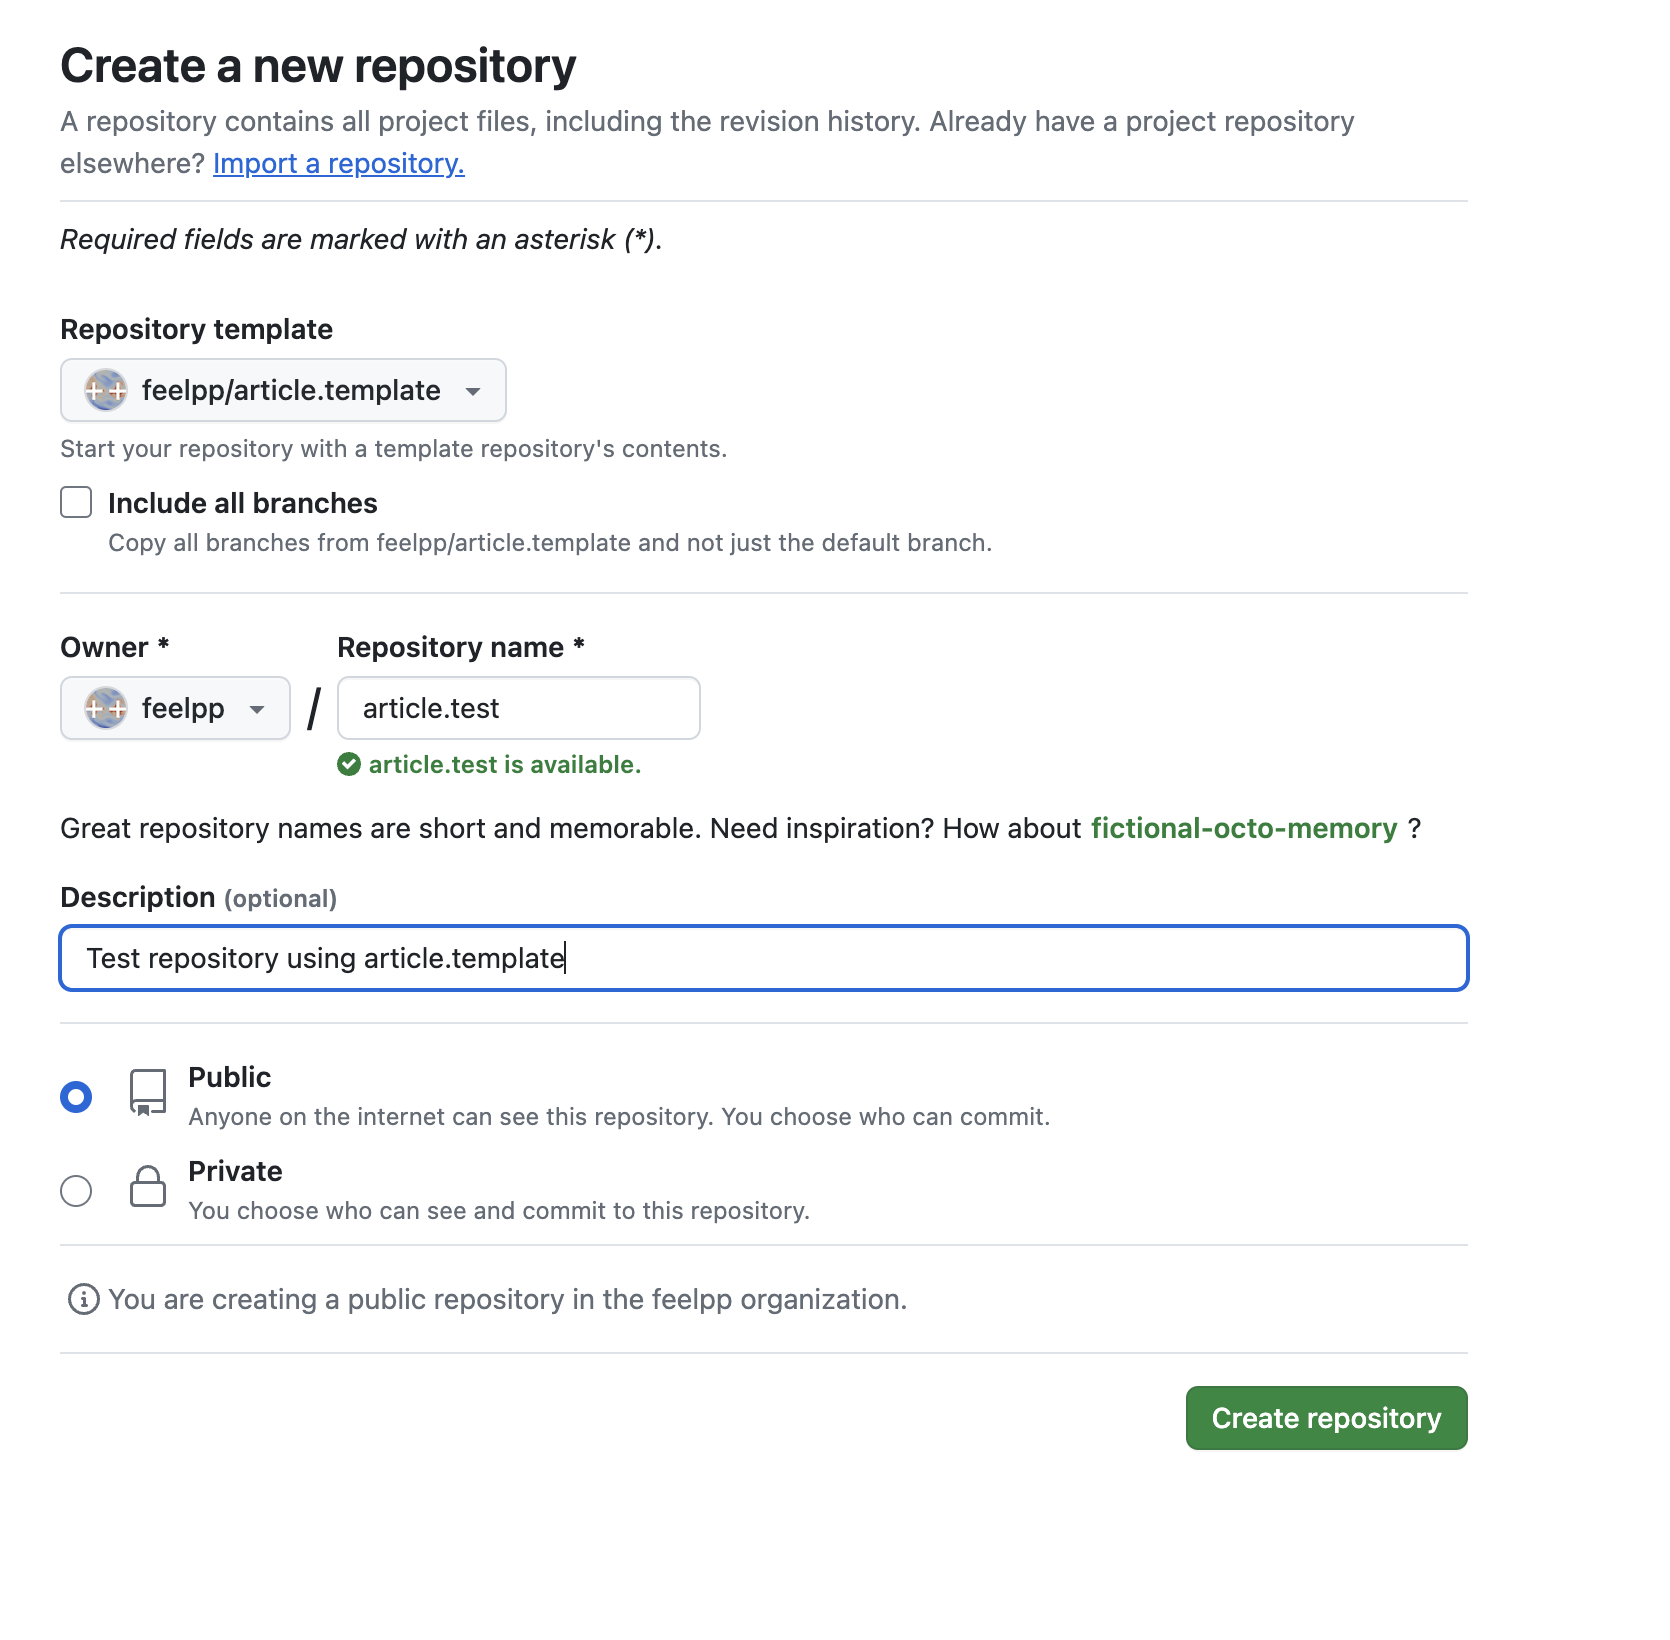 Create a new repository
A repository contains all project files, including the revision history. Already have a project repository
elsewhere? Import a repository.
Required fields are marked with an asterisk (*).
Repository template
feelpp/article.template
Start your repository with a template repository's contents.
Include all branches
Copy all branches from feelpp/article.template and not just the default branch.
Owner * Repository name *
feelpp / article.test
article.test is available.
Great repository names are short and memorable. Need inspiration? How about fictional-octo-memory ?
Description (optional)
Test repository using article.template
Public
Anyone on the internet can see this repository. You choose who can commit.
Private
You choose who can see and commit to this repository.
You are creating a public repository in the feelpp organization.
Create repository